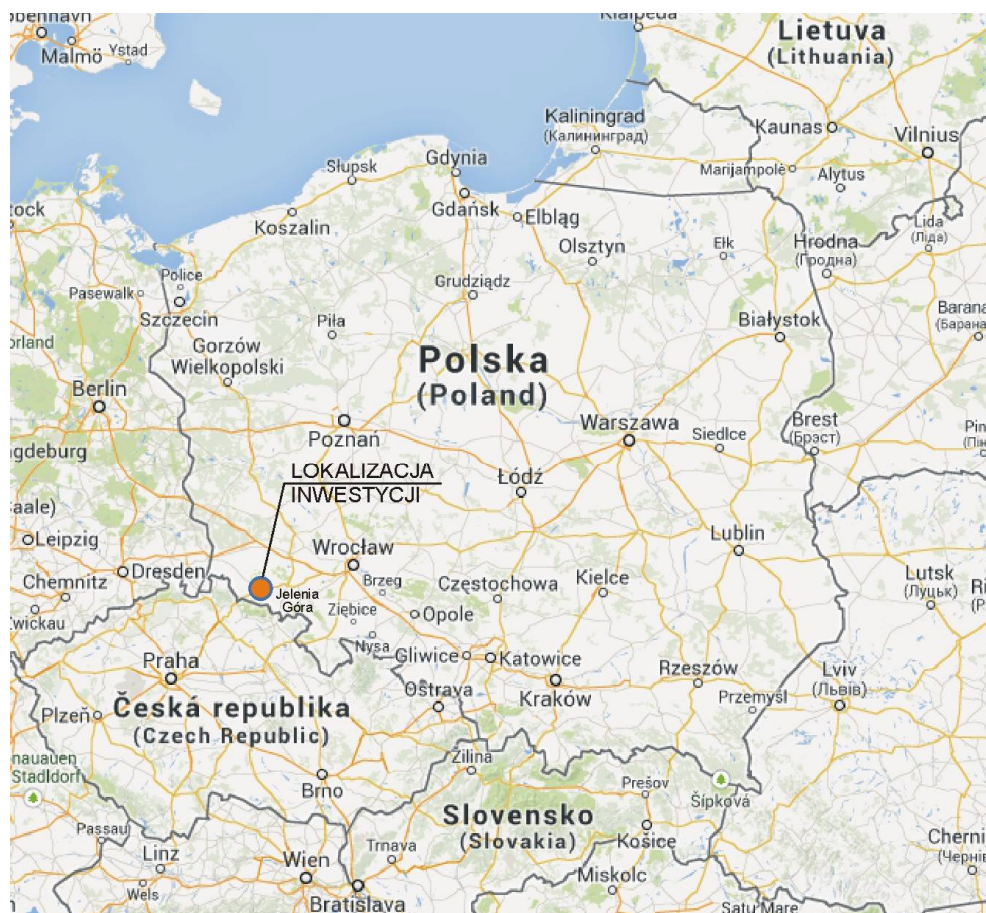 Lietuva
(Lithuania)
Malmö
Ystad
Kaliningrad
(Калининград)
Kaunas
Vilnius
Marijampolė
Alytus
Gdynia
Słupsk
Gdańsk
Elbląg
Koszalin
Lida
(Ліда)
Olsztyn
Ełk
Hrodna
(Гродна)
Police
Pasewalk
Grudziądz
Szczecin
Piła
Białystok
Gorzów
Wielkopolski
Polska
(Poland)
Berlin
Warszawa
Brest
(Брэст)
Siedlce
Poznań
LOKALIZACJA
INWESTYCJI
Łódź
Leipzig
Lublin
Wrocław
Dresden
Chemnitz
Brzeg
Częstochowa
Kielce
Lutsk
(Луцьк)
Jelenia
Góra
Ziębice
Opole
Nysa
Gliwice
Katowice
Praha
Rzeszów
Lviv
(Львів)
Ostrava
Kraków
Przemyśl
Plzeň
Česká republika
(Czech Republic)
Žilina
Stadldorf
Prešov
Šípková
Brno
Slovensko
(Slovakia)
Passau
Košice
Linz
Wien
Trnava
Miskolc
Wels
Bratislava
Satu Mare